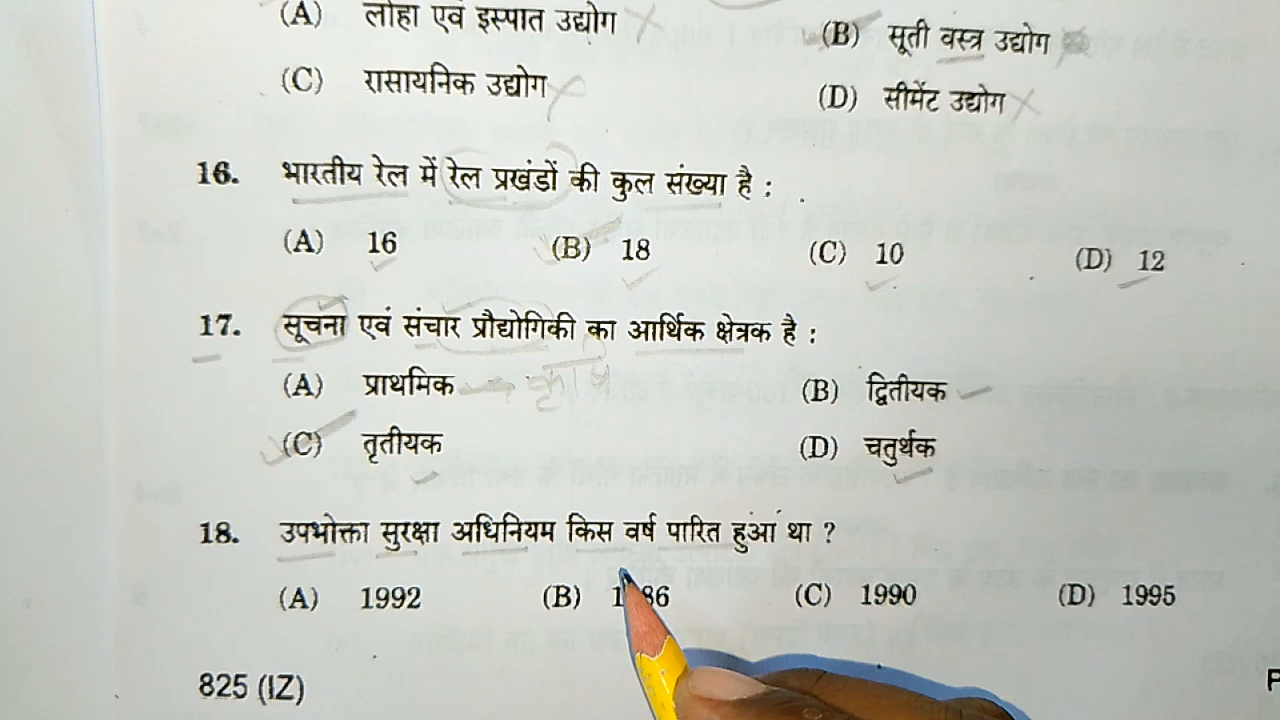 (A) लोहा एवं इस्पात उद्योग (B) सूती वस्त्र उद्योग
(C) रासायनिक उद्योग (D) सीमेंट उद्योग
16. भारतीय रेल में रेल प्रखंडों की कुल संख्या है :
(A) 16 (B) 18 (C) 10 (D) 12
17. सूचना एवं संचार प्रौद्योगिकी का आर्थिक क्षेत्रक है :
(A) प्राथमिक (B) द्वितीयक
(C) तृतीयक (D) चतुर्थक
18. उपभोक्ता सुरक्षा अधिनियम किस वर्ष पारित हुआ था ?
(A) 1992 (B) (C) 1990 (D) 1995
825 (IZ) P